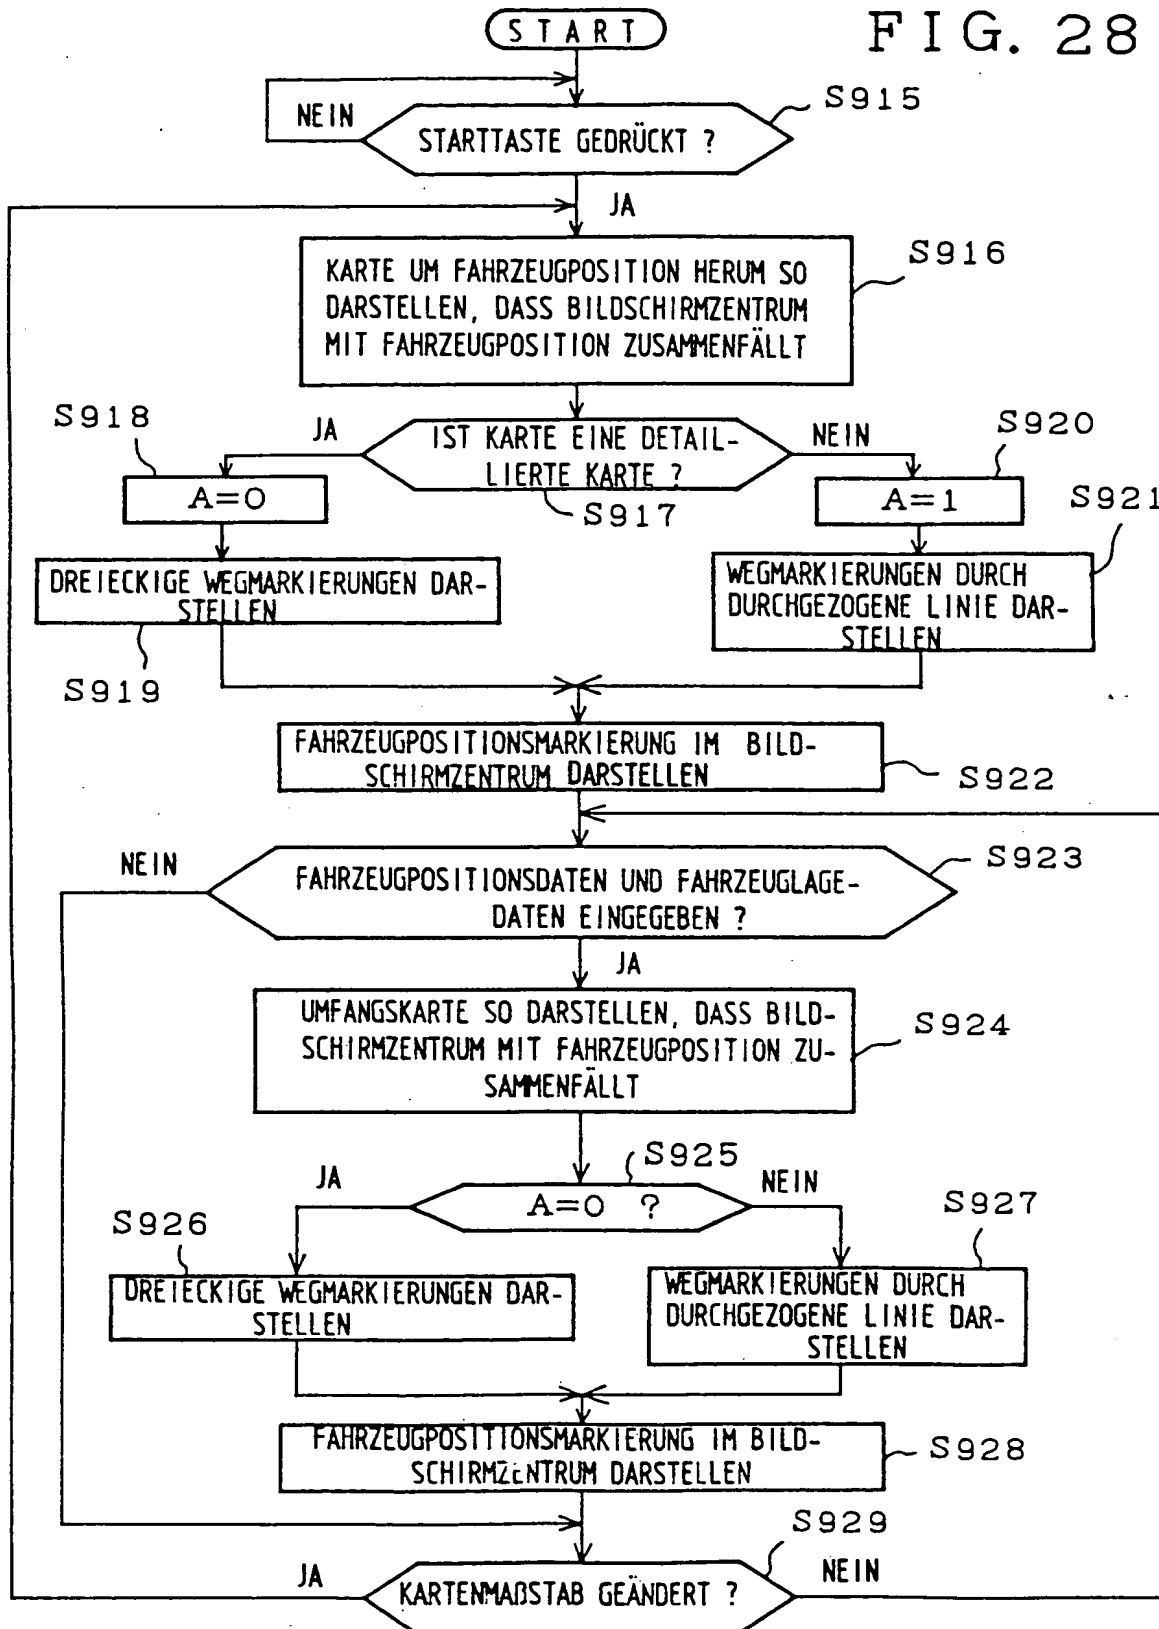 START
FIG. 28
S915
NEIN
STARTTASTE GEDRÜCKT ?
JA
S916
KARTE UM FAHRZEUGPOSITION HERUM SO
DARSTELLEN, DASS BILDSCHIRMZENTRUM
MIT FAHRZEUGPOSITION ZUSAMMENFÄLLT
S918
JA
IST KARTE EINE DETAIL-
LIERTE KARTE ?
NEIN
S920
A=0
S917
A=1
S921
DREIECKIGE WEGMARKIERUNGEN DAR-
STELLEN
WEGMARKIERUNGEN DURCH
DURCHGEZOGENE LINIE DAR-
STELLEN
S919
FAHRZEUGPOSITIONSMARKIERUNG IM BILD-
SCHIRMZENTRUM DARSTELLEN
S922
NEIN
S923
FAHRZEUGPOSITIONSDATEN UND FAHRZEUGLAGE-
DATEN EINGEGEBEN ?
JA
UMFANGSKARTE SO DARSTELLEN, DASS BILD-
SCHIRMZENTRUM MIT FAHRZEUGPOSITION ZU-
SAMMENFÄLLT
S924
S925
JA
A=0 ?
NEIN
S926
S927
DREIECKIGE WEGMARKIERUNGEN DAR-
STELLEN
WEGMARKIERUNGEN DURCH
DURCHGEZOGENE LINIE DAR-
STELLEN
FAHRZEUGPOSITIONSMARKIERUNG IM BILD-
SCHIRMZENTRUM DARSTELLEN
S928
S929
JA
KARTENMAßSTAB GEÄNDERT ?
NEIN